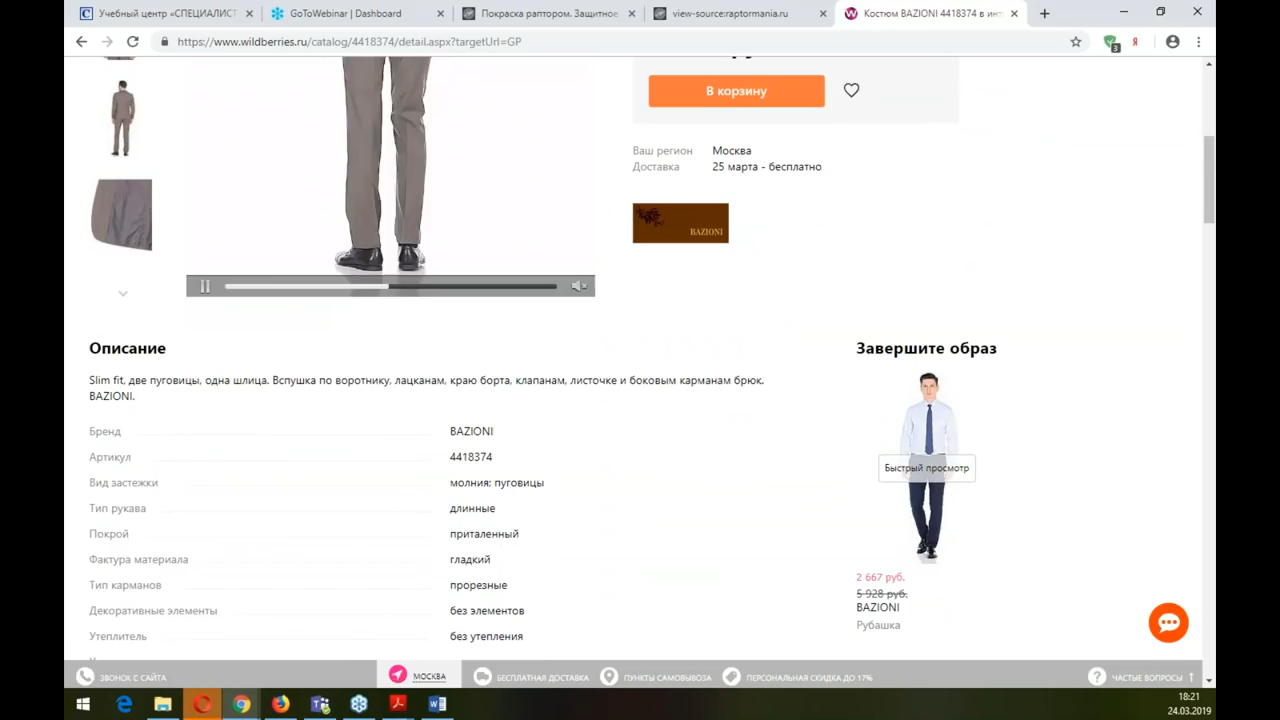 Учебный центр «СПЕЦИАЛИСТ
GoToWebinar | Dashboard
Покраска раптором. Защитное
view-source:raptormania.ru
Костюм BAZIONI 4418374 в инт
https://www.wildberries.ru/catalog/4418374/detail.aspx?targetUrl=GP
3
Я
В корзину
Ваш регион Москва
Доставка 25 марта - бесплатно
BAZIONI
Описание
Slim fit, две пуговицы, одна шлица. Вспушка по воротнику, лацканам, краю борта, клапанам, листочке и боковым карманам брюк.
BAZIONI.
Бренд BAZIONI
Артикул 4418374
Вид застежки молния; пуговицы
Тип рукава длинные
Покрой приталенный
Фактура материала гладкий
Тип карманов прорезные
Декоративные элементы без элементов
Утеплитель без утепления
Завершите образ
Быстрый просмотр
2 667 руб.
5 928 руб.
BAZIONI
Рубашка
ЗВОНОК С САЙТА
МОСКВА
БЕСПЛАТНАЯ ДОСТАВКА
ПУНКТЫ САМОВЫВОЗА
ПЕРСОНАЛЬНАЯ СКИДКА ДО 17%
ЧАСТЫЕ ВОПРОСЫ
18:21
24.03.2019